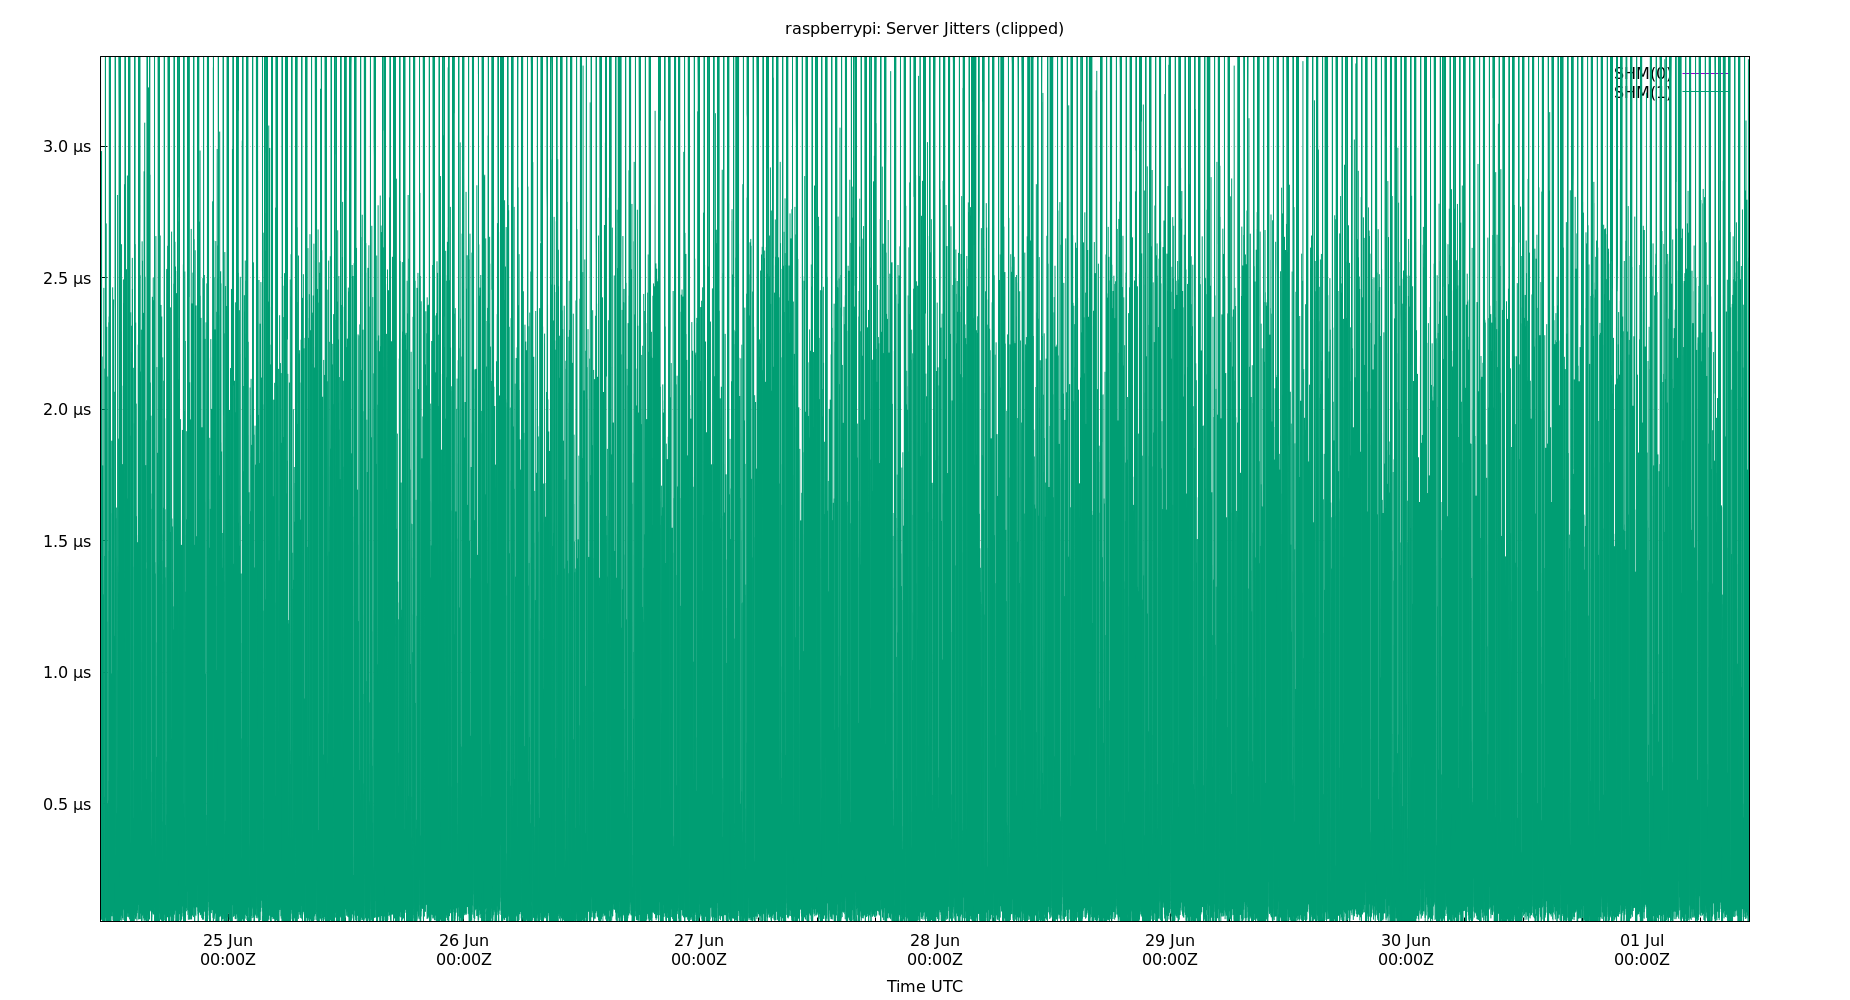 raspberrypi: Server Jitters (clipped)
SHM(0)
SHM(1)
3.0 μs
2.5 μs
2.0 μs
1.5 μs
1.0 μs
0.5 μs
25 Jun 26 Jun 27 Jun 28 Jun 29 Jun 30 Jun 01 Jul
00:00Z 00:00Z 00:00Z 00:00Z 00:00Z 00:00Z 00:00Z
Time UTC